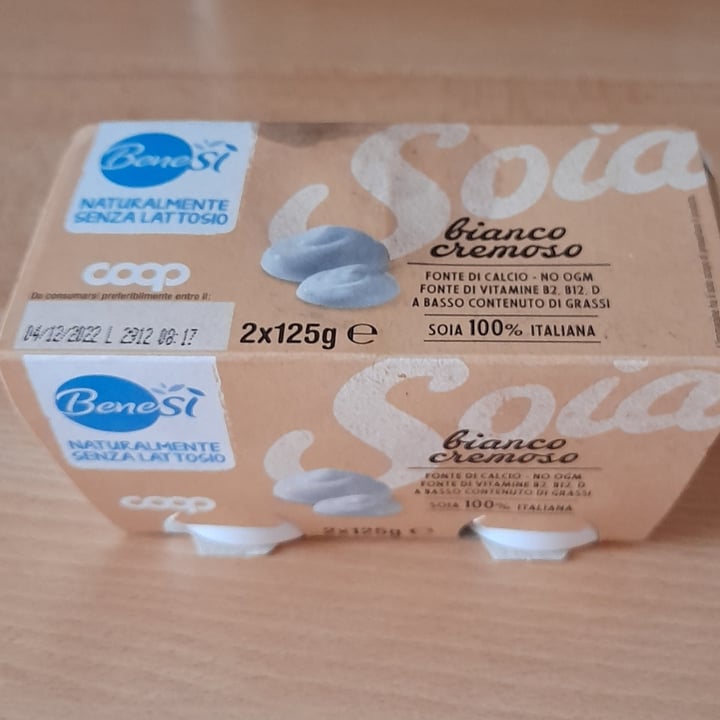 BeneSì
NATURALMENTE
SENZA LATTOSIO
coop
Da consumarsi preferibilmente entro il:
04/12/2022 L 2912 08:17
Soia
bianco
cremoso
FONTE DI CALCIO - NO OGM
FONTE DI VITAMINE B2, B12, D
A BASSO CONTENUTO DI GRASSI
SOIA 100% ITALIANA
2x125g e
BeneSì
NATURALMENTE
SENZA LATTOSIO
coop
Soia
bianco
cremoso
FONTE DI CALCIO - NO OGM
FONTE DI VITAMINE B2, B12, D
A BASSO CONTENUTO DI GRASSI
SOIA 100% ITALIANA
2x125g e